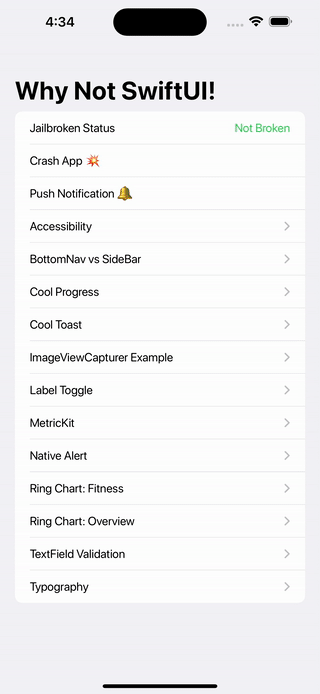 4:34
Why Not SwiftUI!
Jailbroken Status Not Broken
Crash App 💥
Push Notification 🔔
Accessibility
BottomNav vs SideBar
Cool Progress
Cool Toast
ImageViewCapturer Example
Label Toggle
MetricKit
Native Alert
Ring Chart: Fitness
Ring Chart: Overview
TextField Validation
Typography